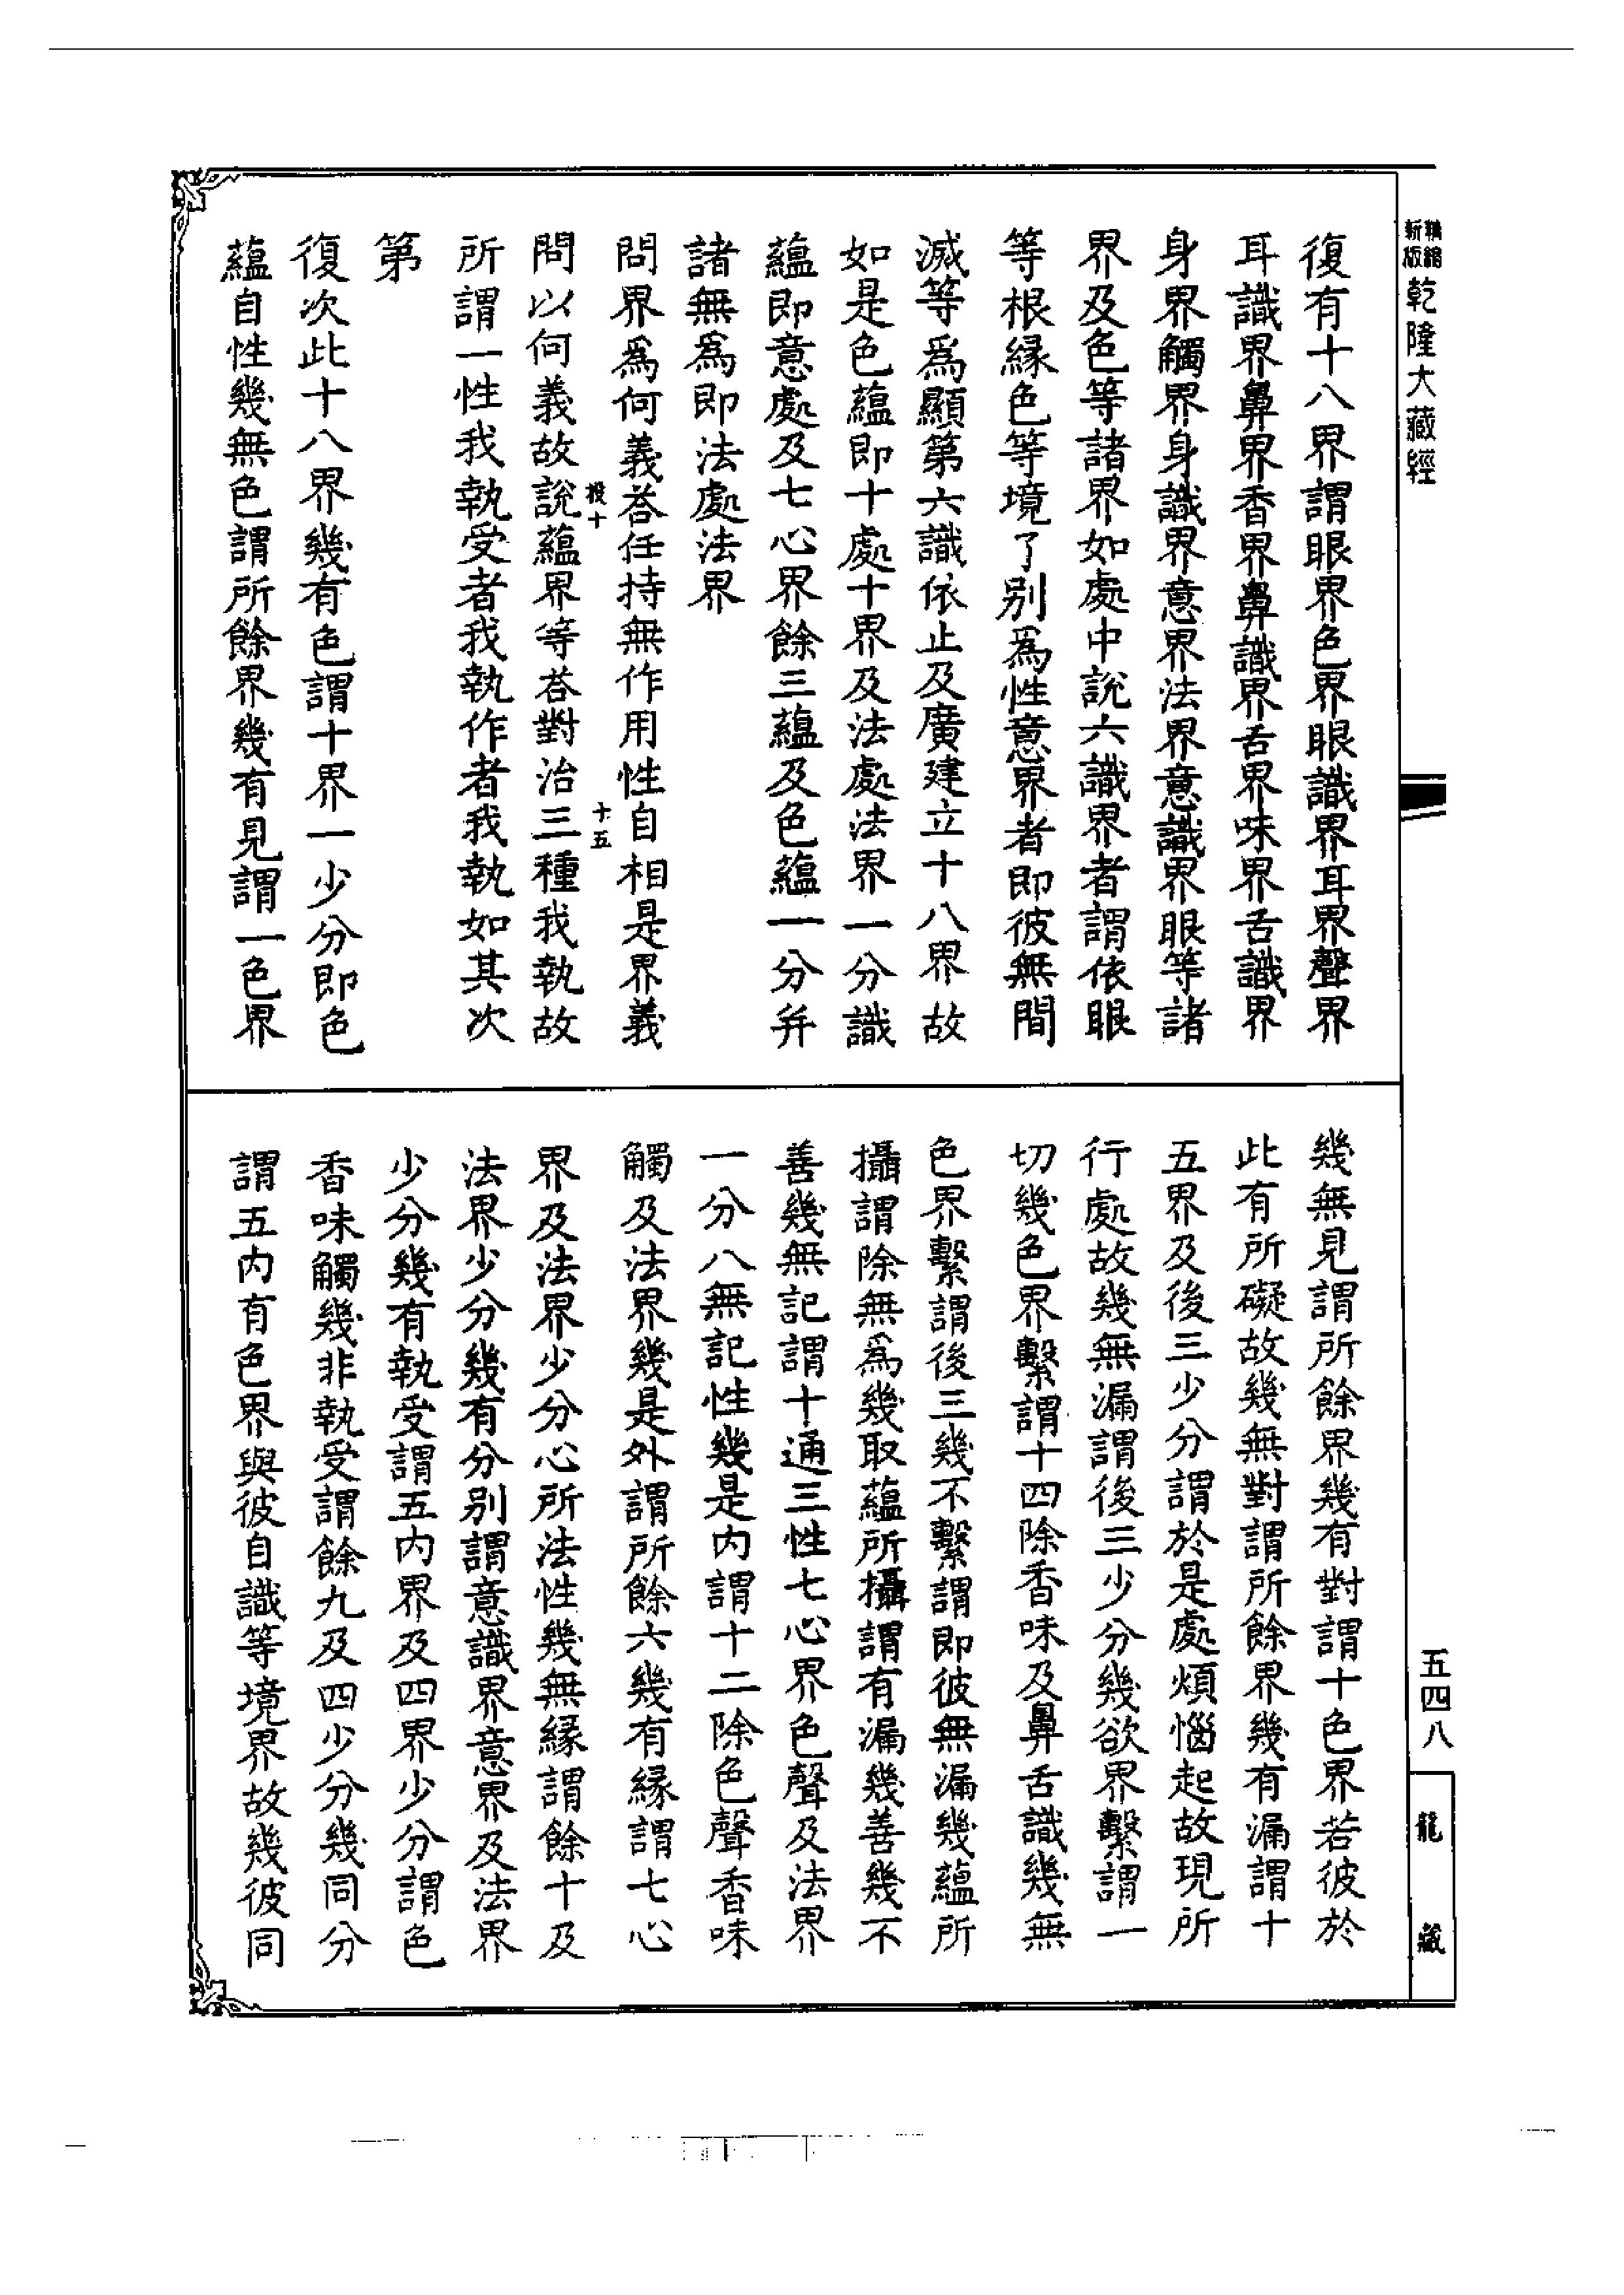 新版
乾隆大藏經
復有十八界謂眼界色界眼識界耳界聲界
耳識界鼻界香界鼻識界舌界味界舌識界
身界觸界身識界意界法界意識界眼等諸
界及色等諸界如處中說六識界者謂依眼
等根緣色等境了別爲性意界者即彼無間
滅等爲顯第六識依止及廣建立十八界故
如是色蘊即十處十界及法處法界一分識
蘊即意處及七心界餘三蘊及色蘊一分并
諸無爲即法處法界
問界爲何義荅任持無作用性自相是界義
投十
十五
問以何義故說蘊界等荅對治三種我執故
所謂一性我執受者我執作者我執如其次
第
復次此十八界幾有色謂十界一少分即色
蘊自性幾無色謂所餘界幾有見謂一色界
幾無見謂所餘界幾有對謂十色界若彼於
此有所礙故幾無對謂所餘界幾有漏謂十
五界及後三少分謂於是處煩惱起故現所
行處故幾無漏謂後三少分幾欲界繫謂一
切幾色界繫謂十四除香味及鼻舌識幾無
色界繫謂後三幾不繫謂即彼無漏幾蘊所
攝謂除無爲幾取蘊所攝謂有漏幾善幾不
善幾無記謂十通三性七心界色聲及法界
一分八無記性幾是內謂十二除色聲香味
觸及法界幾是外謂所餘六幾有緣謂七心
界及法界少分心所法性幾無緣謂餘十及
法界少分幾有分別謂意識界意界及法界
少分幾有執受謂五內界及四界少分謂色
香味觸幾非執受謂餘九及四少分幾同分
謂五內有色界與彼自識等境界故幾彼同
五四八
龍藏